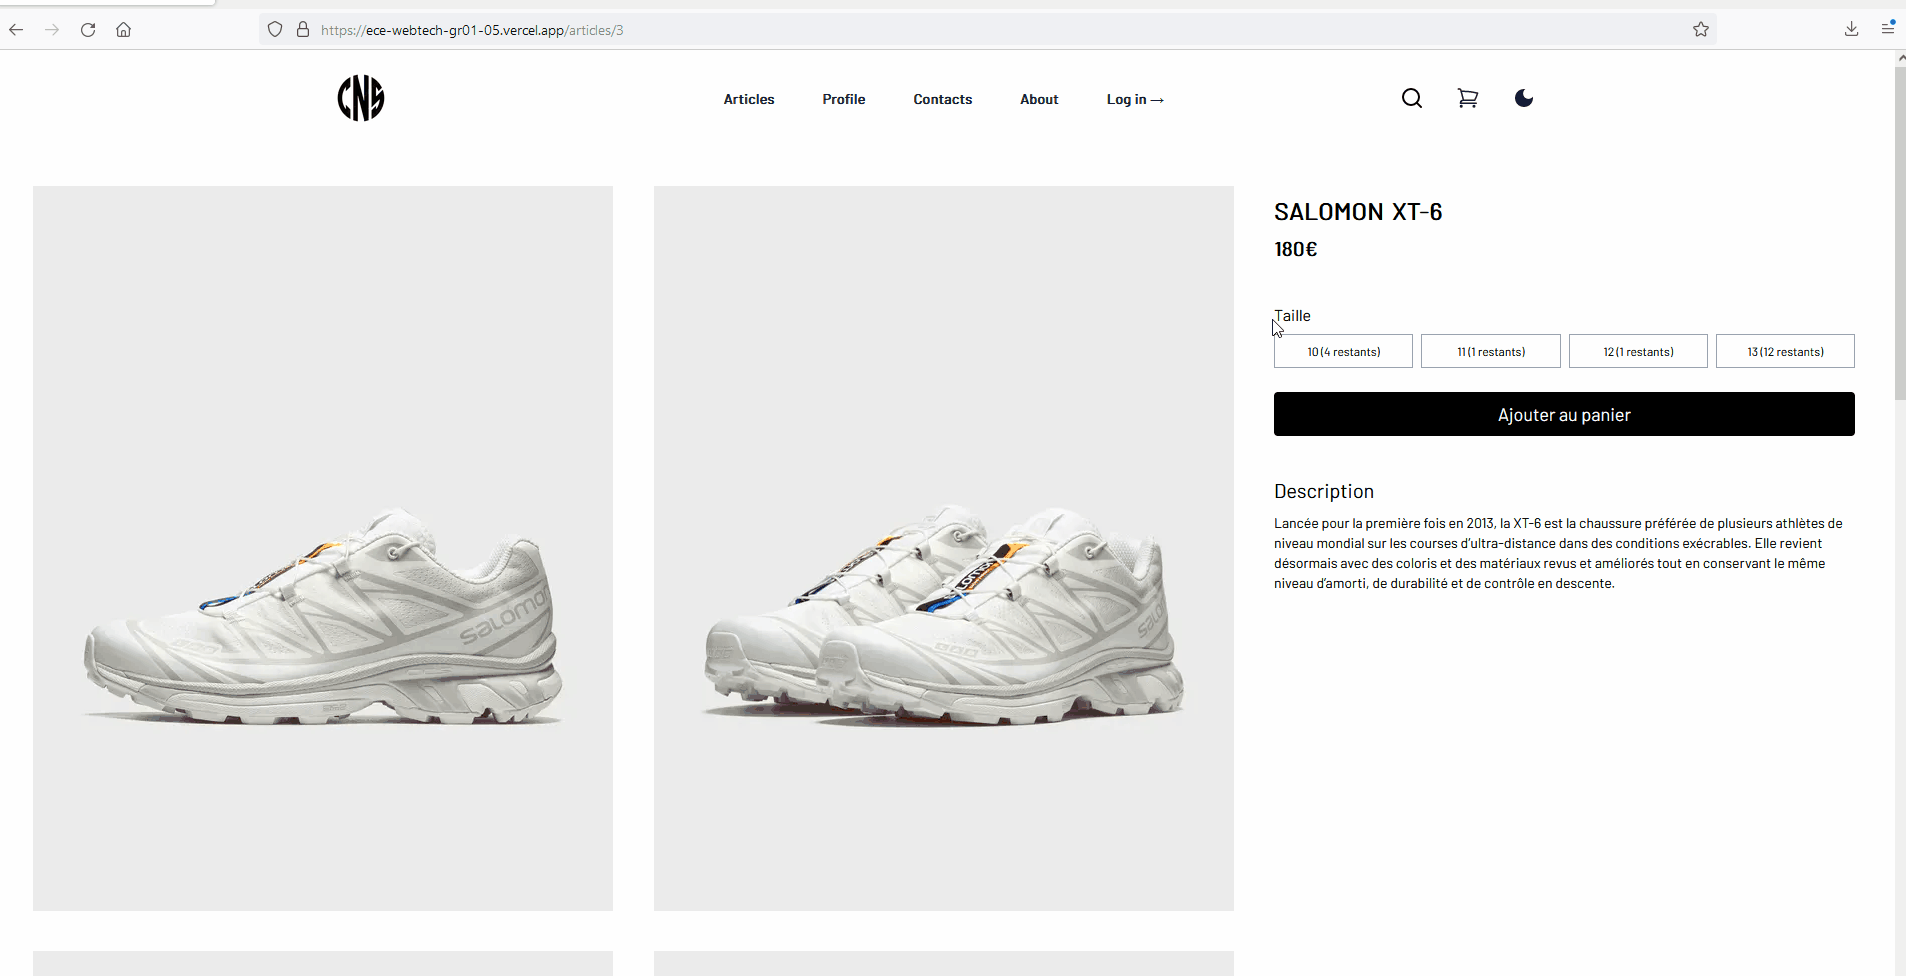 https://ece-webtech-gr01-05.vercel.app/articles/3
CNS
Articles
Profile
Contacts
About
Log in →
SALOMON XT-6
180€
Taille
10 (4 restants)
11 (1 restants)
12 (1 restants)
13 (12 restants)
Ajouter au panier
Description
Lancée pour la première fois en 2013, la XT-6 est la chaussure préférée de plusieurs athlètes de
niveau mondial sur les courses d'ultra-distance dans des conditions exécrables. Elle revient
désormais avec des coloris et des matériaux revus et améliorés tout en conservant le même
niveau d'amorti, de durabilité et de contrôle en descente.
salomon